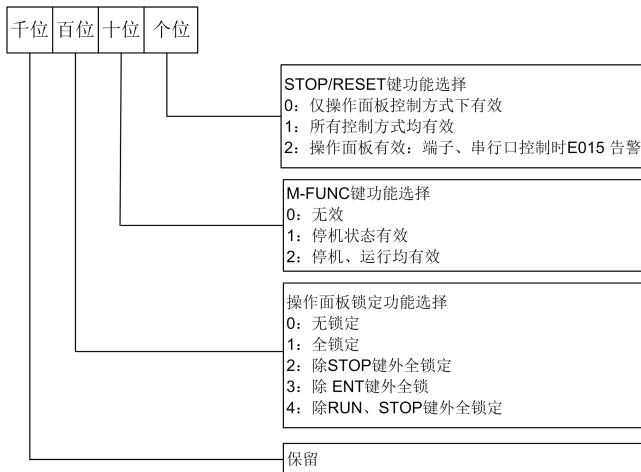 千位 百位 十位 个位
STOP/RESET键功能选择
0：仅操作面板控制方式下有效
1：所有控制方式均有效
2：操作面板有效：端子、串行口控制时E015 告警
M-FUNC键功能选择
0：无效
1：停机状态有效
2：停机、运行均有效
操作面板锁定功能选择
0：无锁定
1：全锁定
2：除STOP键外全锁定
3：除 ENT键外全锁
4：除RUN、STOP键外全锁定
保留